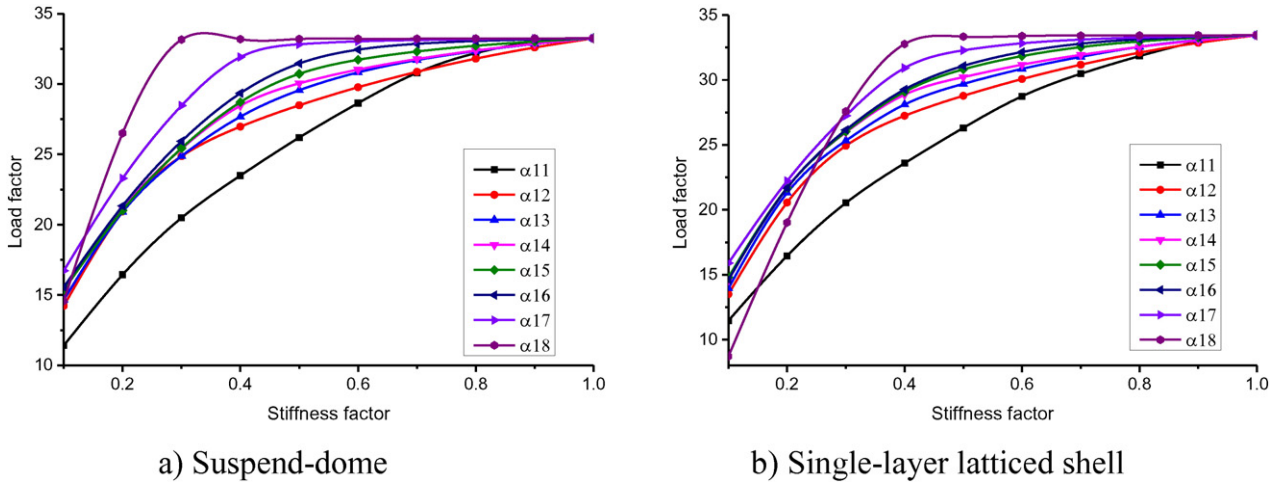 35
30
25
20
15
10
Load factor
0.2 0.4 0.6 0.8 1.0
Stiffness factor
α11
α12
α13
α14
α15
α16
α17
α18
a) Suspend-dome
35
30
25
20
15
10
Load factor
0.2 0.4 0.6 0.8 1.0
Stiffness factor
α11
α12
α13
α14
α15
α16
α17
α18
b) Single-layer latticed shell